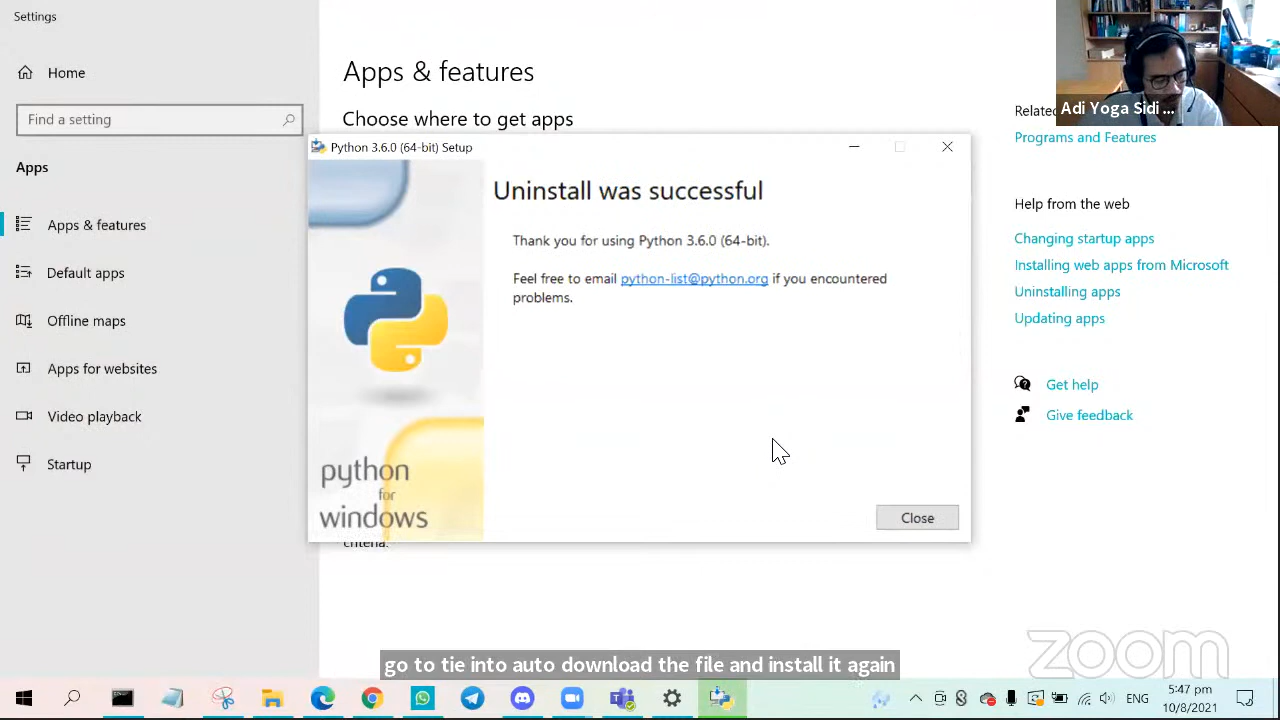 Settings
Home
Find a setting
Apps
Apps & features
Default apps
Offline maps
Apps for websites
Video playback
Startup
Apps & features
Choose where to get apps
Python 3.6.0 (64-bit) Setup
Uninstall was successful
Thank you for using Python 3.6.0 (64-bit).
Feel free to email python-list@python.org if you encountered
problems.
python
for
windows
Close
criteria.
Related
Adi Yoga Sidi ...
Programs and Features
Help from the web
Changing startup apps
Installing web apps from Microsoft
Uninstalling apps
Updating apps
Get help
Give feedback
go to tie into auto download the file and install it again
zoom
ENG
5:47 pm
10/8/2021